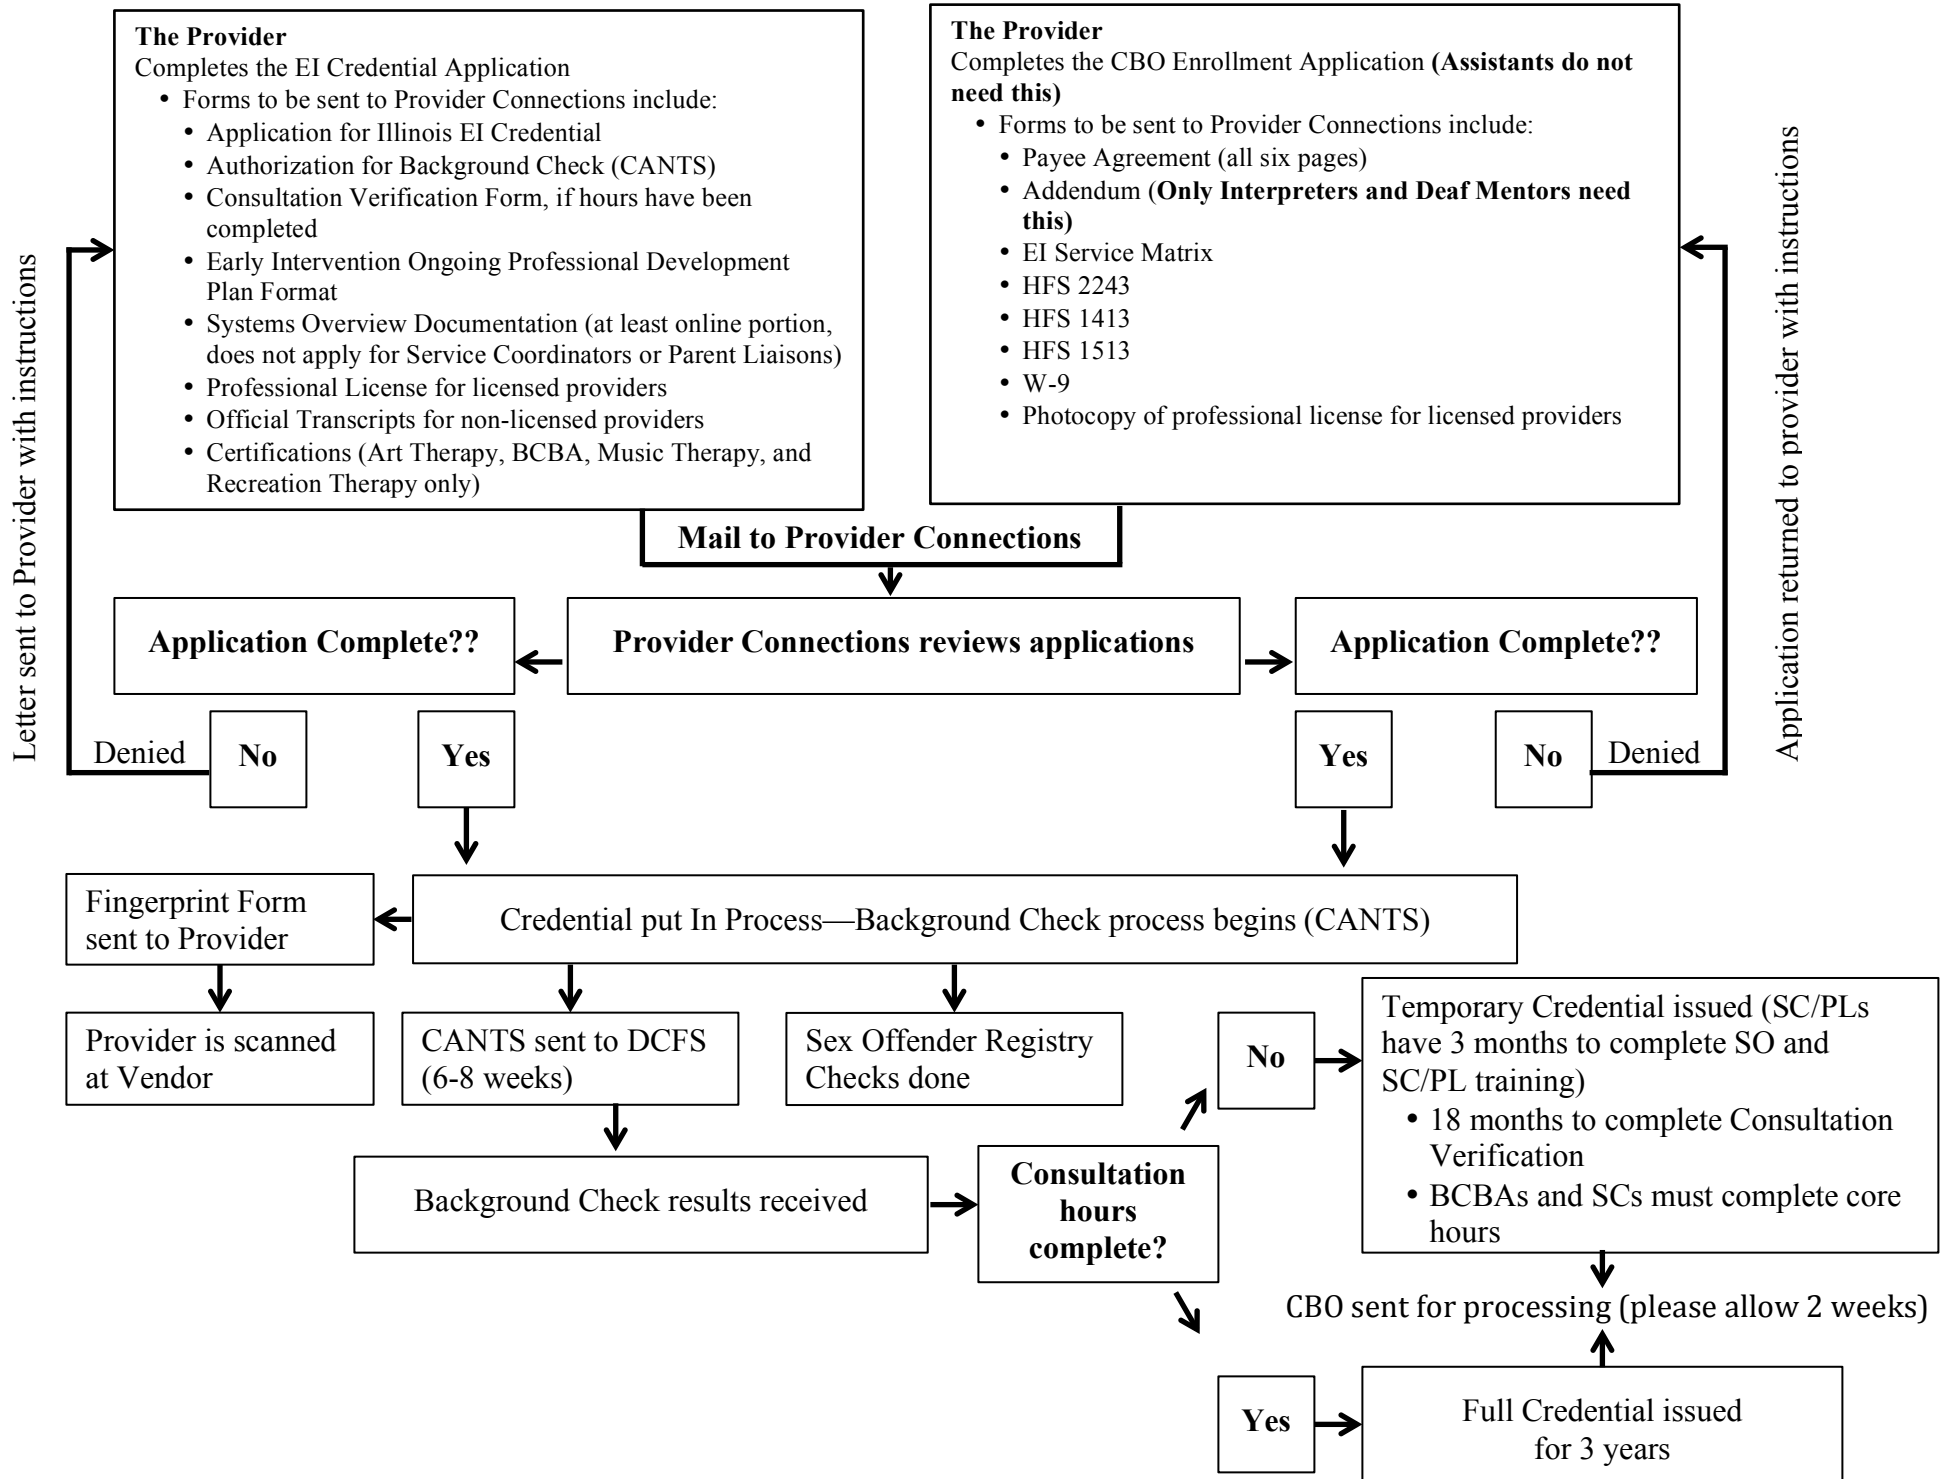 The Provider
Completes the EI Credential Application
• Forms to be sent to Provider Connections include:
• Application for Illinois EI Credential
• Authorization for Background Check (CANTS)
• Consultation Verification Form, if hours have been
completed
• Early Intervention Ongoing Professional Development
Plan Format
• Systems Overview Documentation (at least online portion,
does not apply for Service Coordinators or Parent Liaisons)
• Professional License for licensed providers
• Official Transcripts for non-licensed providers
• Certifications (Art Therapy, BCBA, Music Therapy, and
Recreation Therapy only)
The Provider
Completes the CBO Enrollment Application (Assistants do not
need this)
• Forms to be sent to Provider Connections include:
• Payee Agreement (all six pages)
• Addendum (Only Interpreters and Deaf Mentors need
this)
• EI Service Matrix
• HFS 2243
• HFS 1413
• HFS 1513
• W-9
• Photocopy of professional license for licensed providers
Letter sent to Provider with instructions
Application returned to provider with instructions
Mail to Provider Connections
Application Complete??
Provider Connections reviews applications
Application Complete??
Denied
No
Yes
Yes
No
Denied
Fingerprint Form
sent to Provider
Credential put In Process—Background Check process begins (CANTS)
Provider is scanned
at Vendor
CANTS sent to DCFS
(6-8 weeks)
Sex Offender Registry
Checks done
No
Temporary Credential issued (SC/PLs
have 3 months to complete SO and
SC/PL training)
• 18 months to complete Consultation
Verification
• BCBAs and SCs must complete core
hours
Background Check results received
Consultation
hours
complete?
CBO sent for processing (please allow 2 weeks)
Yes
Full Credential issued
for 3 years